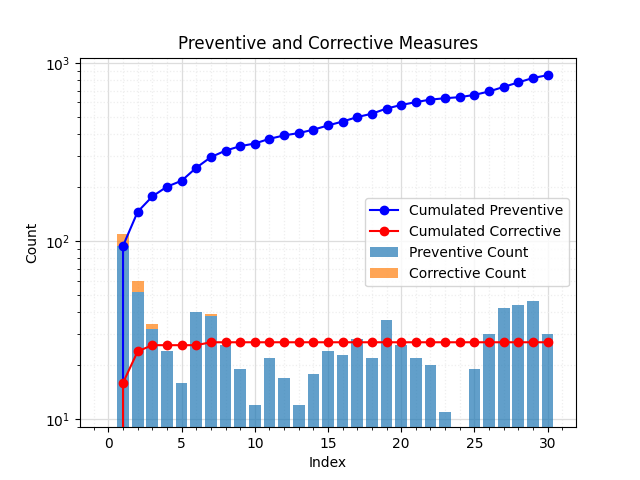 Preventive and Corrective Measures
10³
10²
10¹
Count
Cumulated Preventive
Cumulated Corrective
Preventive Count
Corrective Count
0 5 10 15 20 25 30
Index